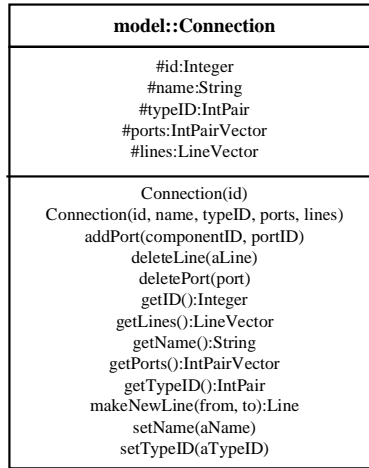 model::Connection
#id:Integer
#name:String
#typeID:IntPair
#ports:IntPairVector
#lines:LineVector
Connection(id)
Connection(id, name, typeID, ports, lines)
addPort(componentID, portID)
deleteLine(aLine)
deletePort(port)
getID():Integer
getLines():LineVector
getName():String
getPorts():IntPairVector
getTypeID():IntPair
makeNewLine(from, to):Line
setName(aName)
setTypeID(aTypeID)